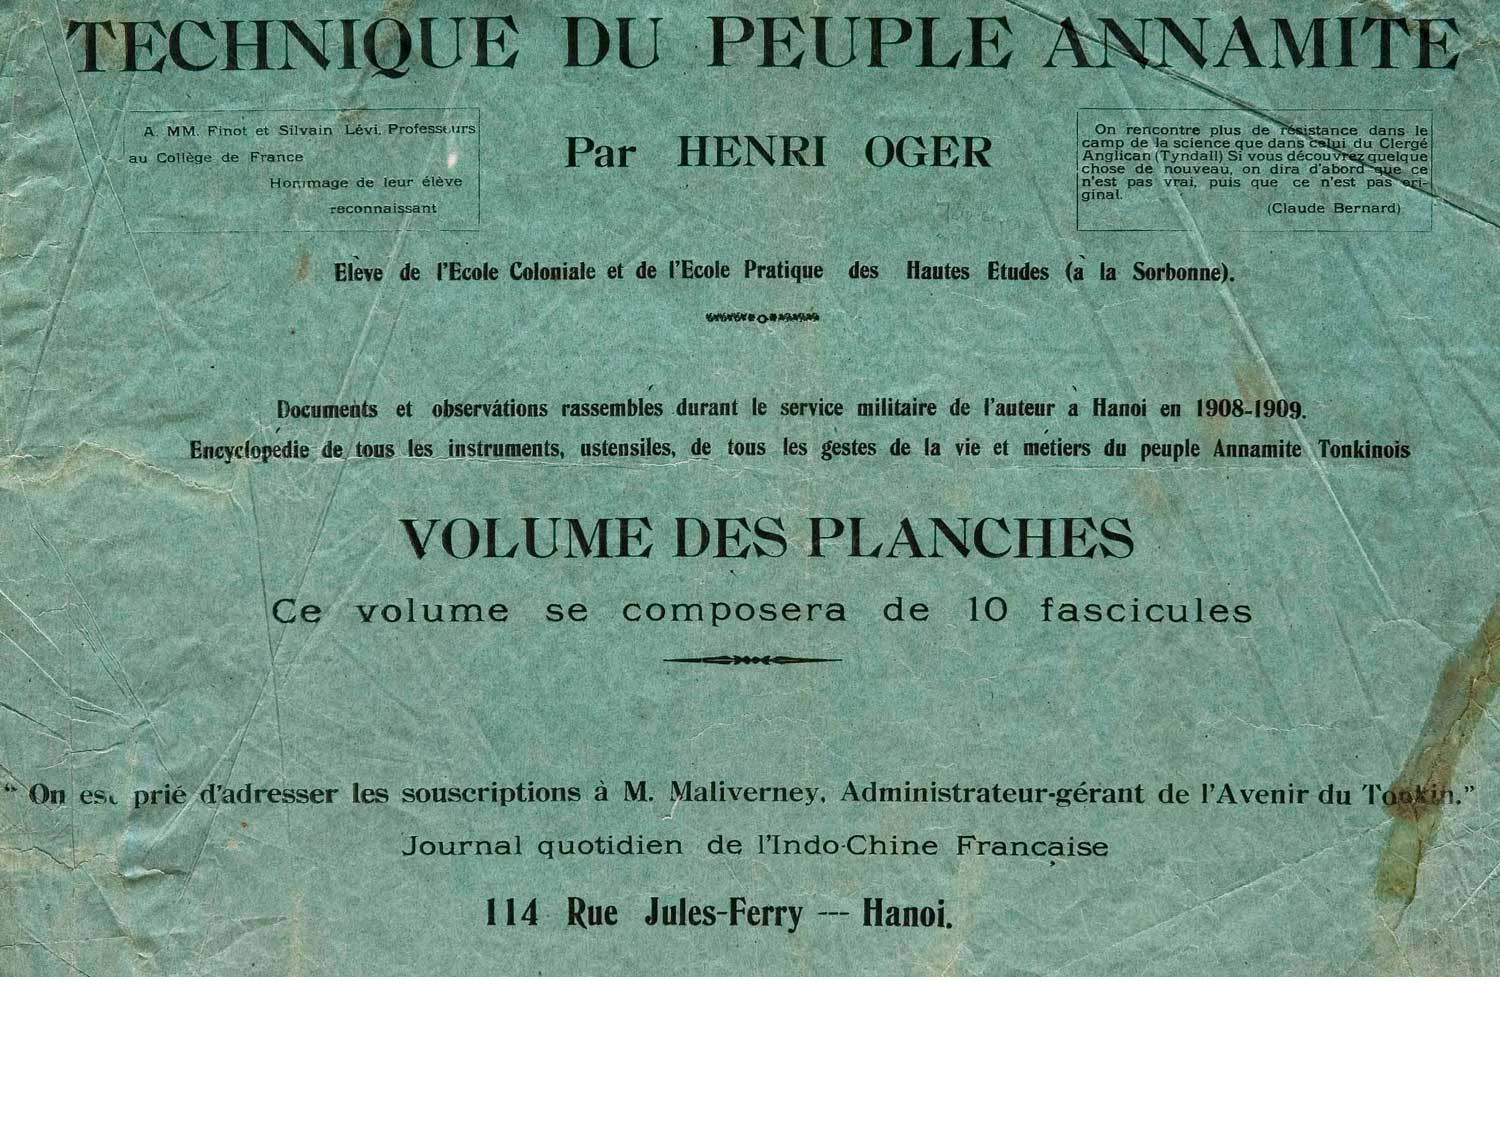 TECHNIQUE DU PEUPLE ANNAMITE
A. MM. Finot et Silvain Lévi, Professeurs
au Collège de France
Hommage de leur élève
reconnaissant
Par HENRI OGER
On rencontre plus de résistance dans le
camp de la science que dans celui du Clergé
Anglican (Tyndall) Si vous découvrez quelque
chose de nouveau, on dira d'abord que ce
n'est pas vrai, puis que ce n'est pas ori-
ginal.
(Claude Bernard)
Elève de l'Ecole Coloniale et de l'Ecole Pratique des Hautes Etudes (à la Sorbonne).
Documents et observations rassemblés durant le service militaire de l'auteur à Hanoi en 1908-1909.
Encyclopédie de tous les instruments, ustensiles, de tous les gestes de la vie et métiers du peuple Annamite Tonkinois
VOLUME DES PLANCHES
Ce volume se composera de 10 fascicules
“ On est prié d'adresser les souscriptions à M. Maliverney, Administrateur-gérant de l'Avenir du Tonkin.”
Journal quotidien de l'Indo-Chine Française
114 Rue Jules-Ferry --- Hanoi.